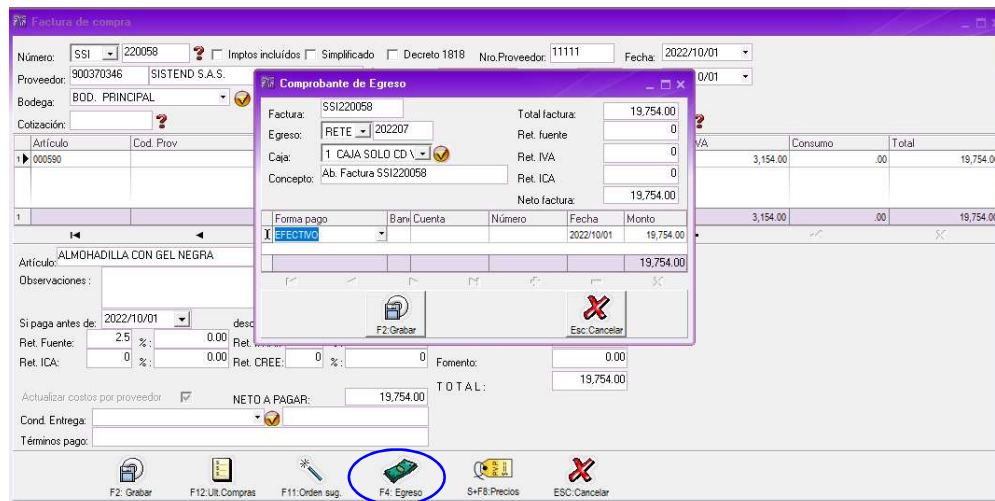 Factura de compra
Número: SSI 220058 ? Imptos incluídos Simplificado Decreto 1818 Nro.Proveedor: 11111 Fecha: 2022/10/01
Proveedor: 900370346 SISTEND S.A.S. 0/01
Bodega: BOD. PRINCIPAL
Cotización: ? ?
Artículo Cod. Prov VA Consumo Total
1 000590 3,154.00 .00 19,754.00
1 3,154.00 .00 19,754.00
Artículo: ALMOHADILLA CON GEL NEGRA
Observaciones :
Si paga antes de: 2022/10/01 desc
Ret. Fuente: 2.5 % : 0.00 Ret.
Ret. ICA: 0 % : 0.00 Ret. CREE: 0 % : 0 Fomento: 0.00
TOTAL: 19,754.00
Actualizar costos por proveedor NETO A PAGAR: 19,754.00
Cond. Entrega:
Términos pago:
F2: Grabar F12:Ult.Compras F11:Orden sug. F4: Egreso S+F8:Precios ESC:Cancelar
Comprobante de Egreso
Factura: SSI220058 Total factura: 19,754.00
Egreso: RETE 202207 Ret. fuente 0
Caja: 1 CAJA SOLO CD Ret. IVA 0
Concepto: Ab. Factura SSI220058 Ret. ICA 0
Neto factura: 19,754.00
Forma pago Ban Cuenta Número Fecha Monto
EFECTIVO 2022/10/01 19,754.00
19,754.00
F2:Grabar Esc:Cancelar